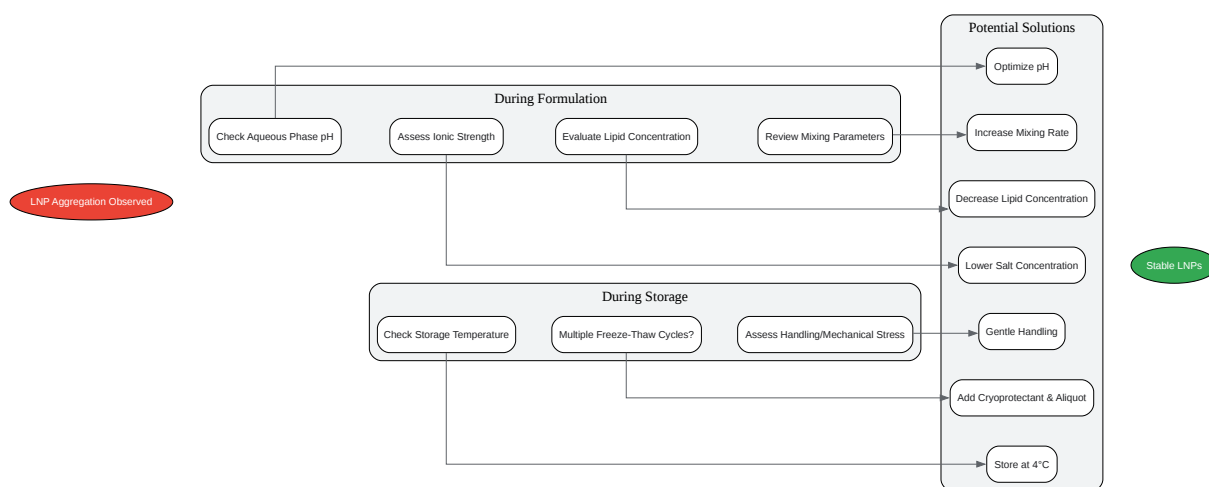 Potential Solutions
Optimize pH
During Formulation
Check Aqueous Phase pH
Assess Ionic Strength
Evaluate Lipid Concentration
Review Mixing Parameters
Increase Mixing Rate
LNP Aggregation Observed
Decrease Lipid Concentration
Lower Salt Concentration
Stable LNPs
During Storage
Check Storage Temperature
Multiple Freeze-Thaw Cycles?
Assess Handling/Mechanical Stress
Gentle Handling
Add Cryoprotectant & Aliquot
Store at 4°C